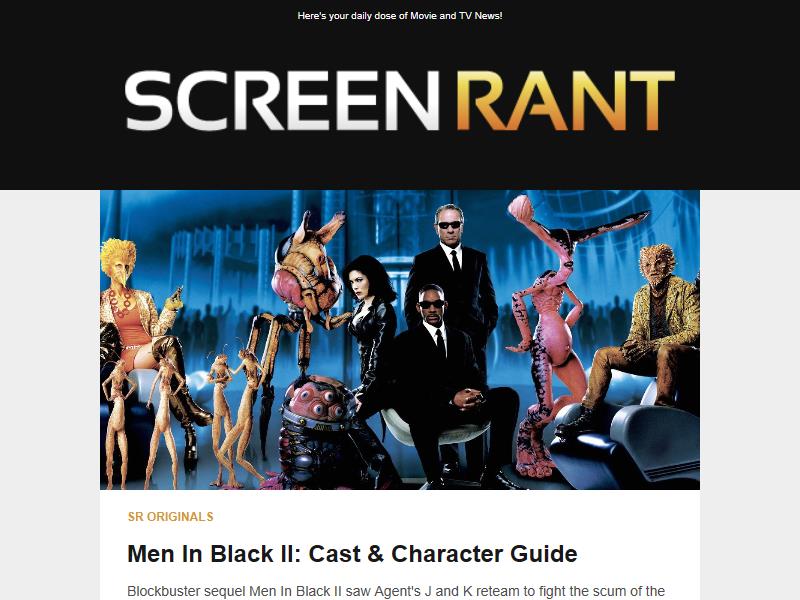 Here's your daily dose of Movie and TV News!
SCREEN RANT
SR ORIGINALS
Men In Black II: Cast & Character Guide
Blockbuster sequel Men In Black II saw Agent's J and K reteam to fight the scum of the